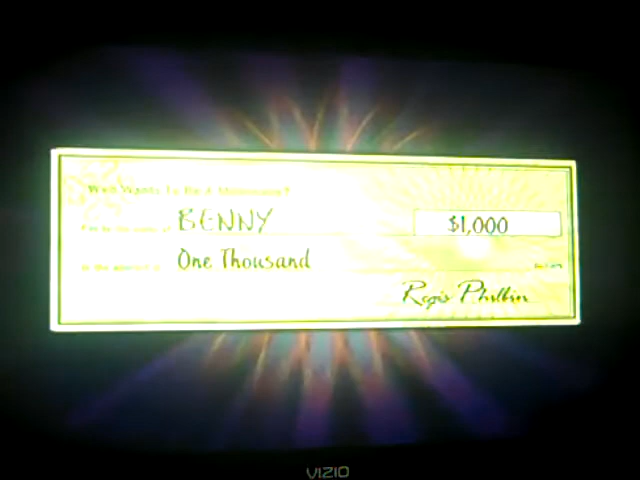 Who Wants To Be A Millionaire?
BENNY
$1,000
One Thousand
Regis Philbin
VIZIO